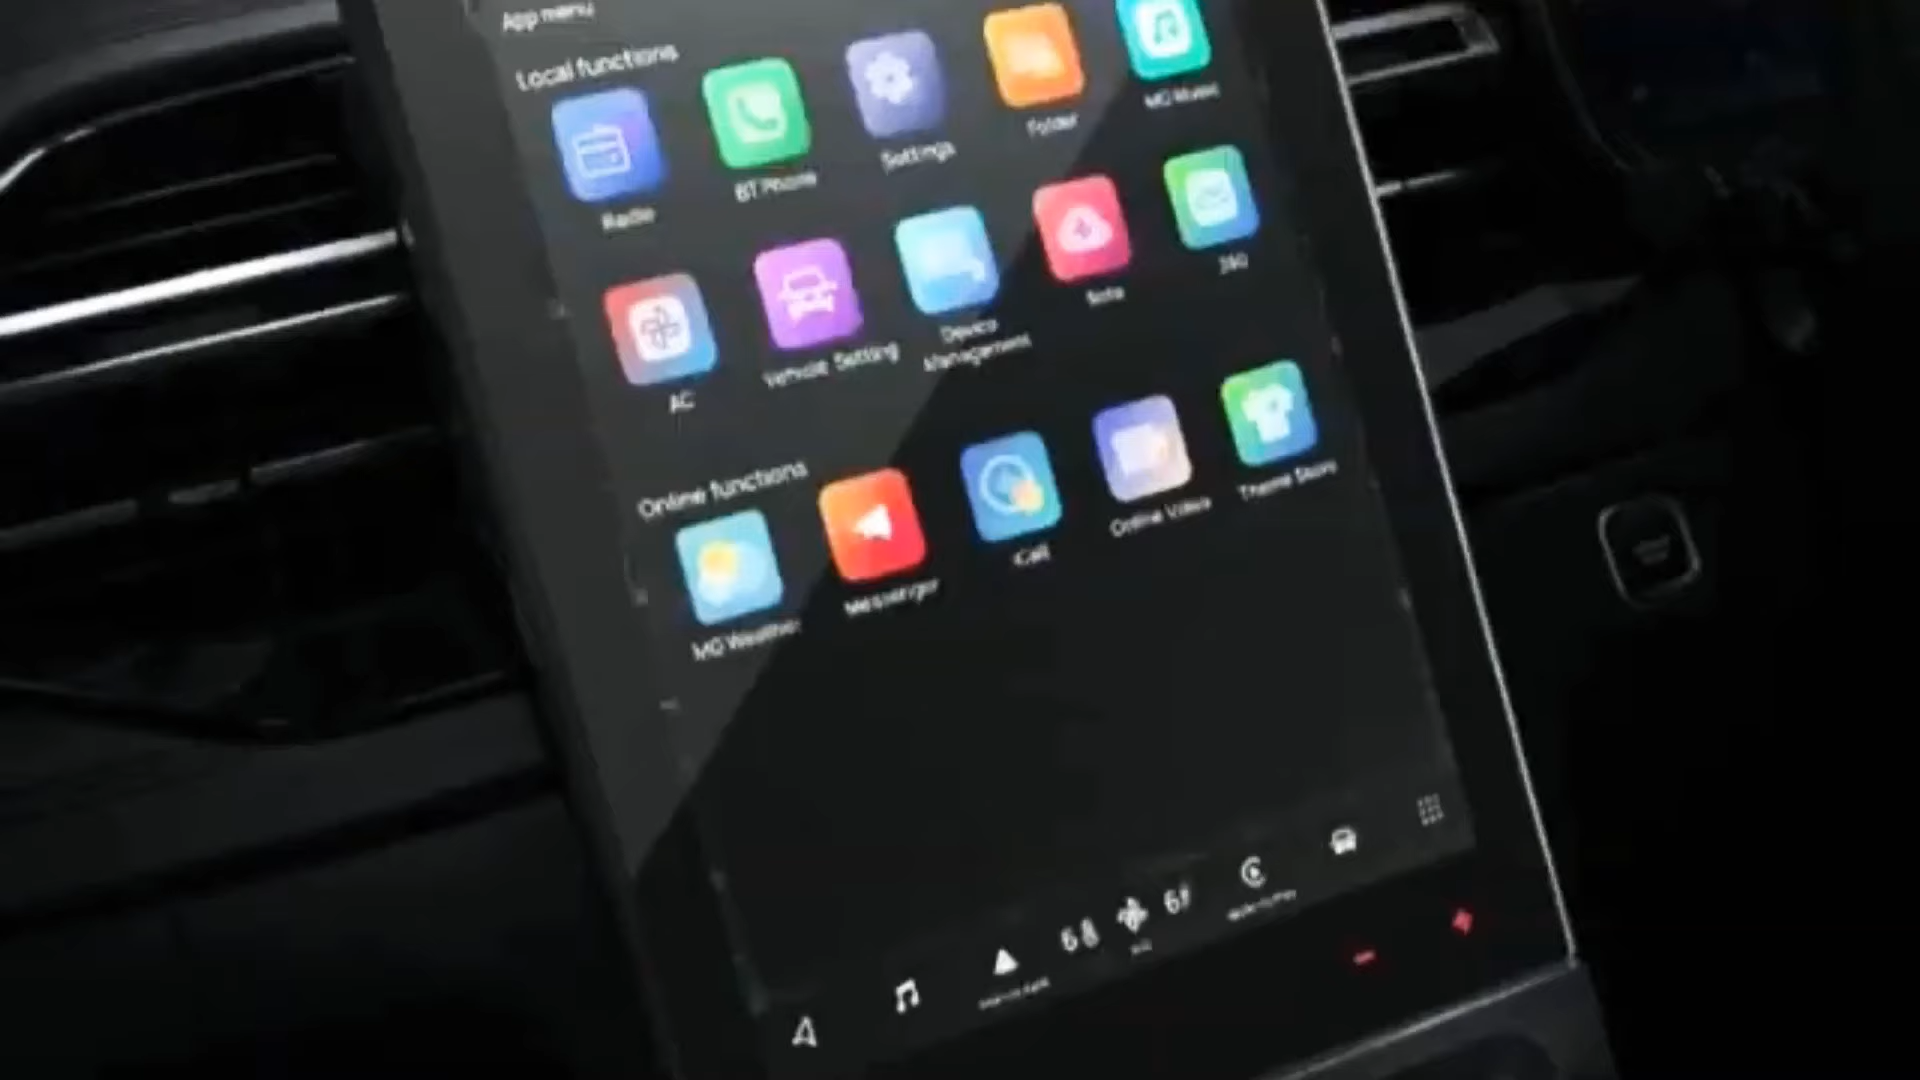 App menu
Local functions
Radio
BT Phone
Settings
Folder
MG Music
AC
Vehicle Setting
Device
Management
360
Online functions
MG Weather
Messenger
iCall
Online Video
Theme Store
68